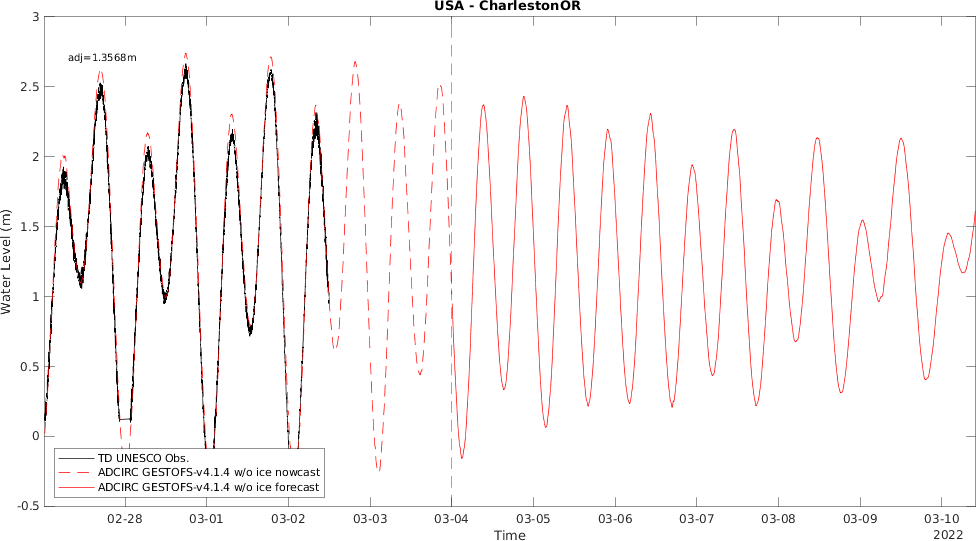 USA - CharlestonOR
3
adj=1.3568m
2.5
2
1.5
1
0.5
0
-0.5
Water Level (m)
TD UNESCO Obs.
ADCIRC GESTOFS-v4.1.4 w/o ice nowcast
ADCIRC GESTOFS-v4.1.4 w/o ice forecast
02-28 03-01 03-02 03-03 03-04 03-05 03-06 03-07 03-08 03-09 03-10
Time
2022